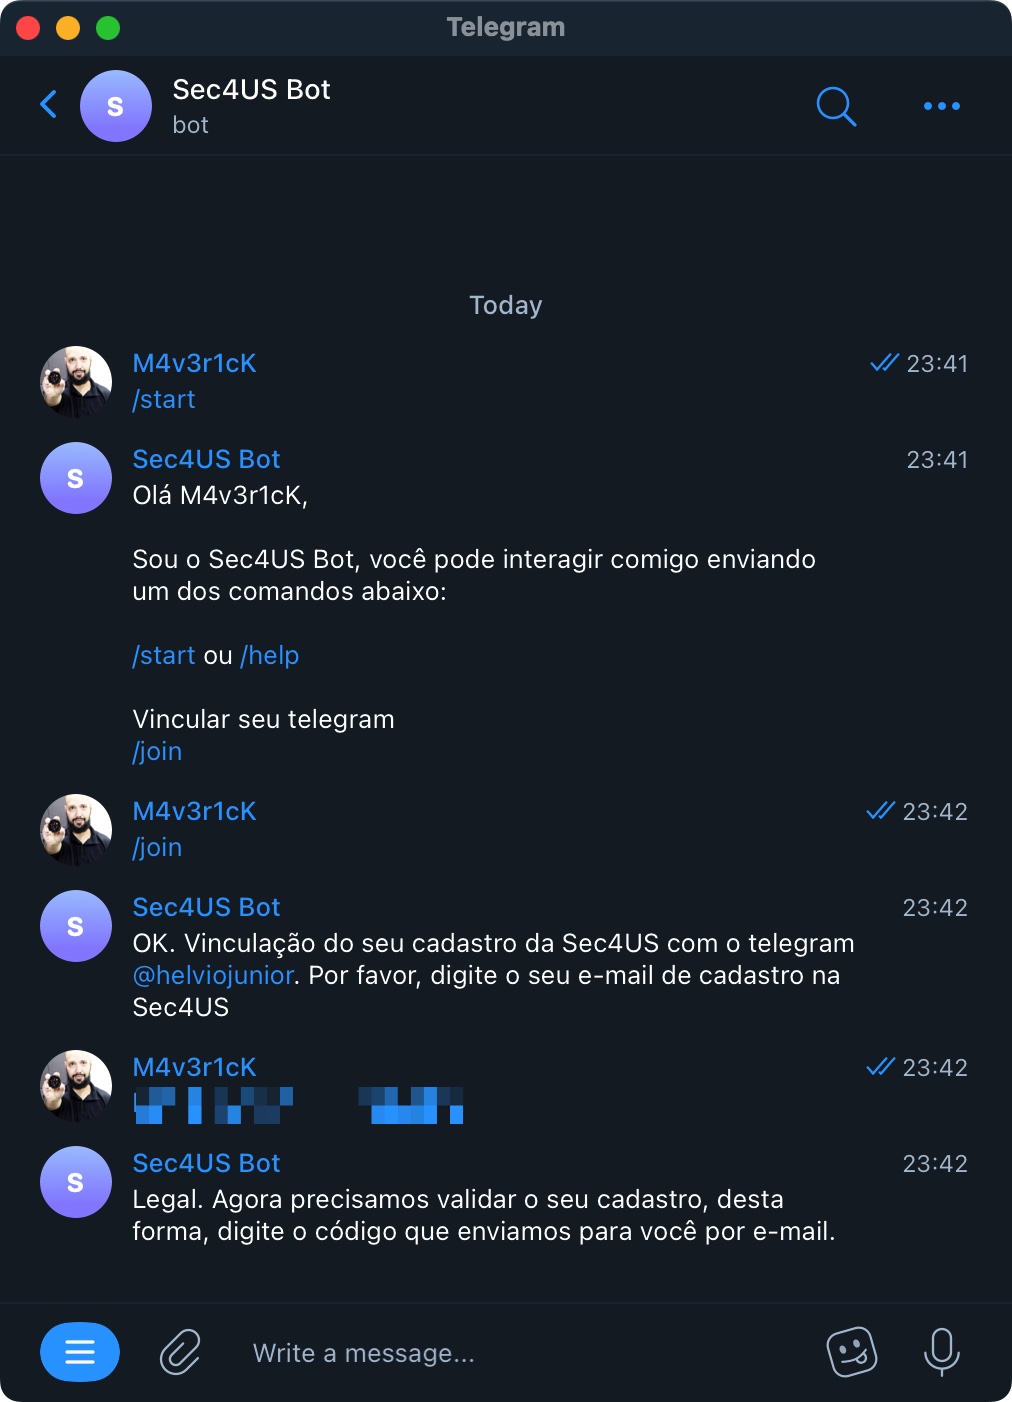 Telegram
S
Sec4US Bot
bot
Today
M4v3r1cK
23:41
/start
S
Sec4US Bot
23:41
Olá M4v3r1cK,
Sou o Sec4US Bot, você pode interagir comigo enviando
um dos comandos abaixo:
/start ou /help
Vincular seu telegram
/join
M4v3r1cK
23:42
/join
S
Sec4US Bot
23:42
OK. Vinculação do seu cadastro da Sec4US com o telegram
@helviojunior. Por favor, digite o seu e-mail de cadastro na
Sec4US
M4v3r1cK
23:42
S
Sec4US Bot
23:42
Legal. Agora precisamos validar o seu cadastro, desta
forma, digite o código que enviamos para você por e-mail.
Write a message...